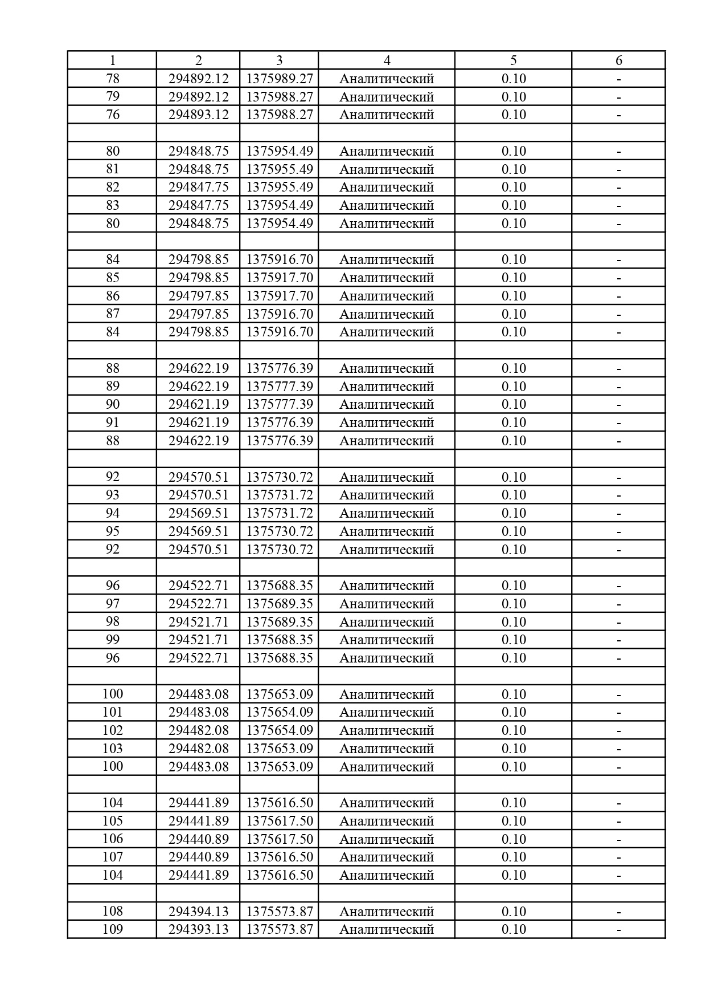 1 2 3 4 5 6
78 294892.12 1375989.27 Аналитический 0.10 -
79 294892.12 1375988.27 Аналитический 0.10 -
76 294893.12 1375988.27 Аналитический 0.10 -
80 294848.75 1375954.49 Аналитический 0.10 -
81 294848.75 1375955.49 Аналитический 0.10 -
82 294847.75 1375955.49 Аналитический 0.10 -
83 294847.75 1375954.49 Аналитический 0.10 -
80 294848.75 1375954.49 Аналитический 0.10 -
84 294798.85 1375916.70 Аналитический 0.10 -
85 294798.85 1375917.70 Аналитический 0.10 -
86 294797.85 1375917.70 Аналитический 0.10 -
87 294797.85 1375916.70 Аналитический 0.10 -
84 294798.85 1375916.70 Аналитический 0.10 -
88 294622.19 1375776.39 Аналитический 0.10 -
89 294622.19 1375777.39 Аналитический 0.10 -
90 294621.19 1375777.39 Аналитический 0.10 -
91 294621.19 1375776.39 Аналитический 0.10 -
88 294622.19 1375776.39 Аналитический 0.10 -
92 294570.51 1375730.72 Аналитический 0.10 -
93 294570.51 1375731.72 Аналитический 0.10 -
94 294569.51 1375731.72 Аналитический 0.10 -
95 294569.51 1375730.72 Аналитический 0.10 -
92 294570.51 1375730.72 Аналитический 0.10 -
96 294522.71 1375688.35 Аналитический 0.10 -
97 294522.71 1375689.35 Аналитический 0.10 -
98 294521.71 1375689.35 Аналитический 0.10 -
99 294521.71 1375688.35 Аналитический 0.10 -
96 294522.71 1375688.35 Аналитический 0.10 -
100 294483.08 1375653.09 Аналитический 0.10 -
101 294483.08 1375654.09 Аналитический 0.10 -
102 294482.08 1375654.09 Аналитический 0.10 -
103 294482.08 1375653.09 Аналитический 0.10 -
100 294483.08 1375653.09 Аналитический 0.10 -
104 294441.89 1375616.50 Аналитический 0.10 -
105 294441.89 1375617.50 Аналитический 0.10 -
106 294440.89 1375617.50 Аналитический 0.10 -
107 294440.89 1375616.50 Аналитический 0.10 -
104 294441.89 1375616.50 Аналитический 0.10 -
108 294394.13 1375573.87 Аналитический 0.10 -
109 294393.13 1375573.87 Аналитический 0.10 -